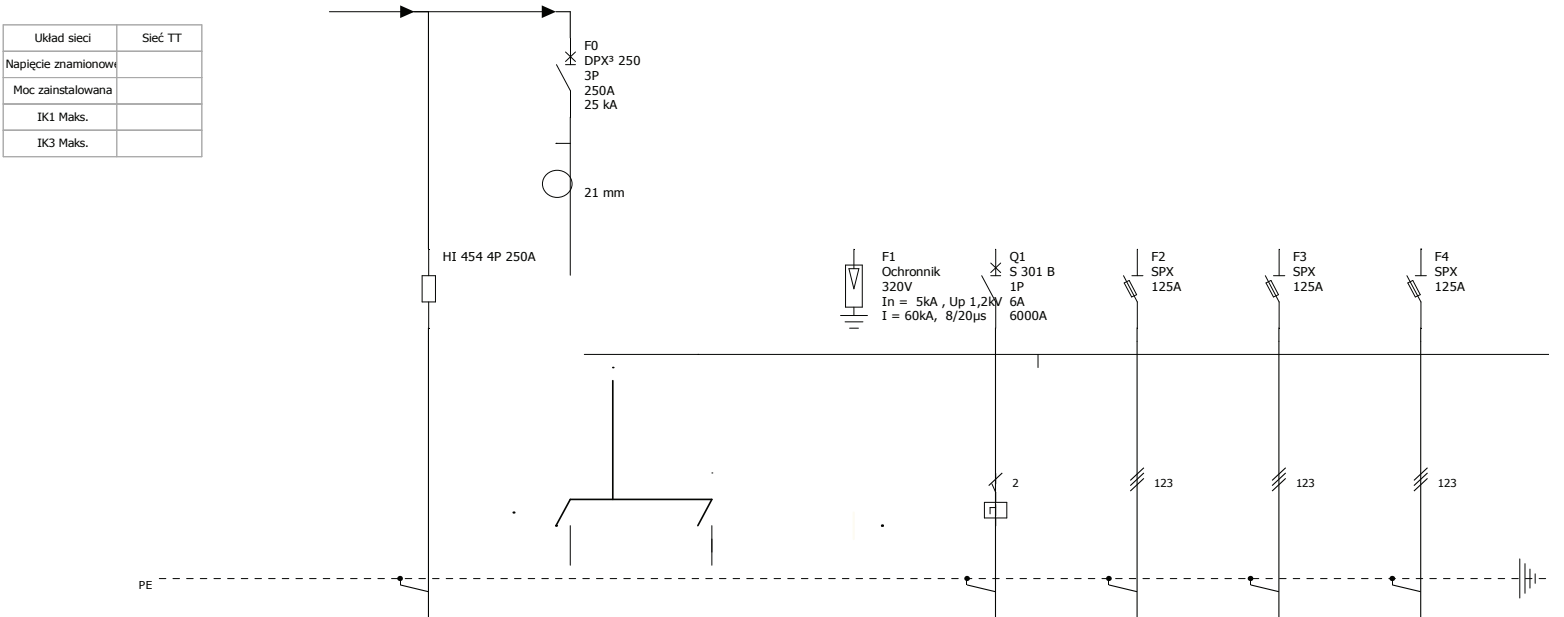 Układ sieci Sieć TT
Napięcie znamionowe
Moc zainstalowana
IK1 Maks.
IK3 Maks.
F0
DPX³ 250
3P
250A
25 kA
21 mm
HI 454 4P 250A
F1
Ochronnik
320V
In = 5kA , Up 1,2kV
I = 60kA, 8/20µs
Q1
S 301 B
1P
6A
6000A
F2
SPX
125A
F3
SPX
125A
F4
SPX
125A
2
123
123
123
PE